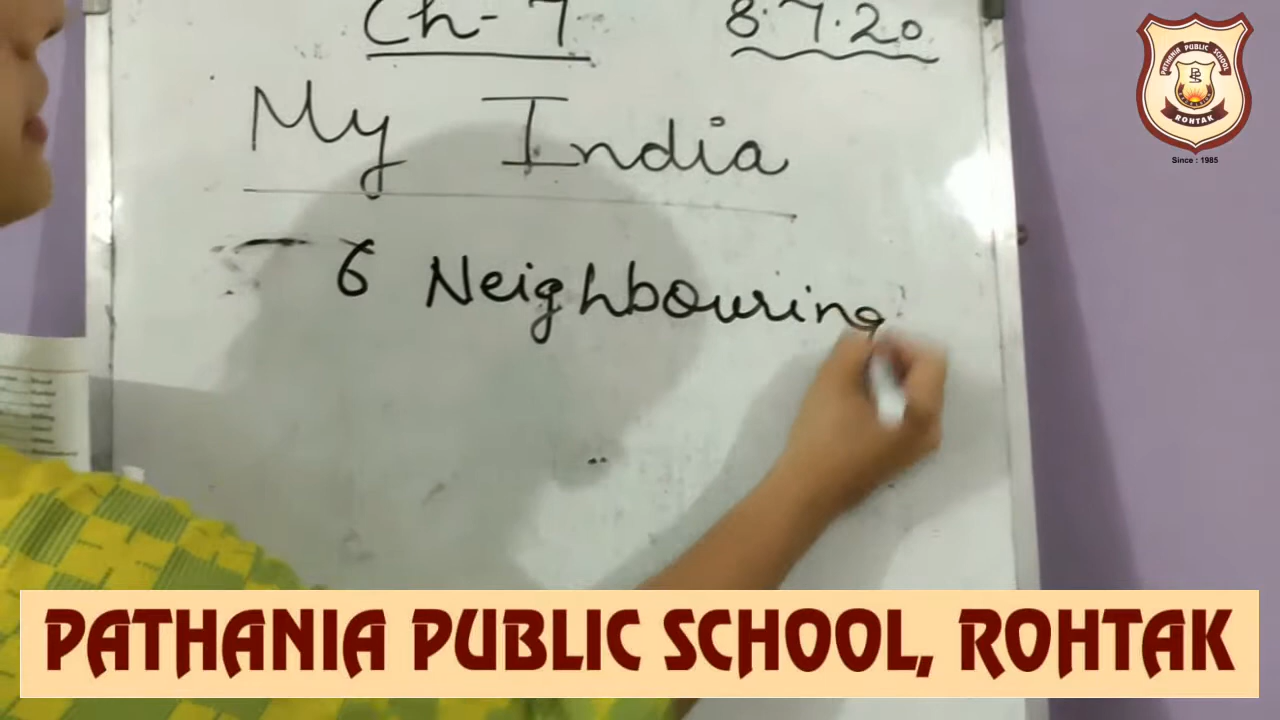 Ch-7 8.7.20
My India
6 Neighbouring
PATHANIA PUBLIC SCHOOL
PS
ROHTAK
Since : 1985
PATHANIA PUBLIC SCHOOL, ROHTAK